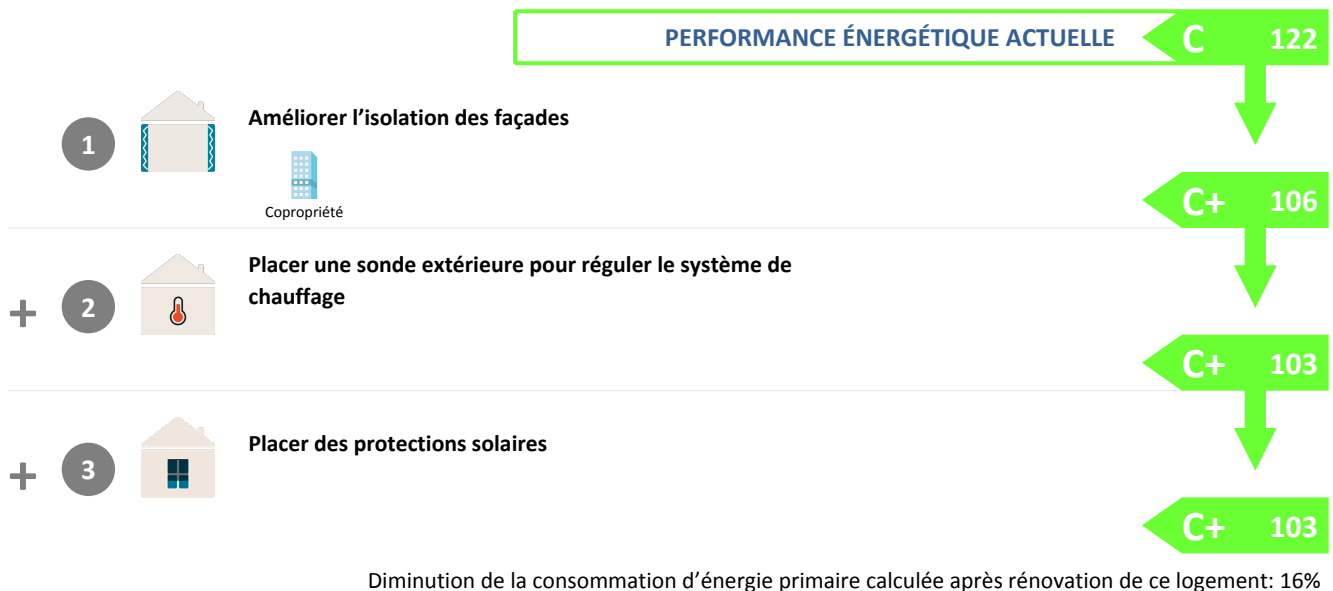 PERFORMANCE ÉNERGÉTIQUE ACTUELLE C 122
1 Améliorer l’isolation des façades
Copropriété
C+ 106
+ 2 Placer une sonde extérieure pour réguler le système de
chauffage
C+ 103
+ 3 Placer des protections solaires
C+ 103
Diminution de la consommation d’énergie primaire calculée après rénovation de ce logement: 16%